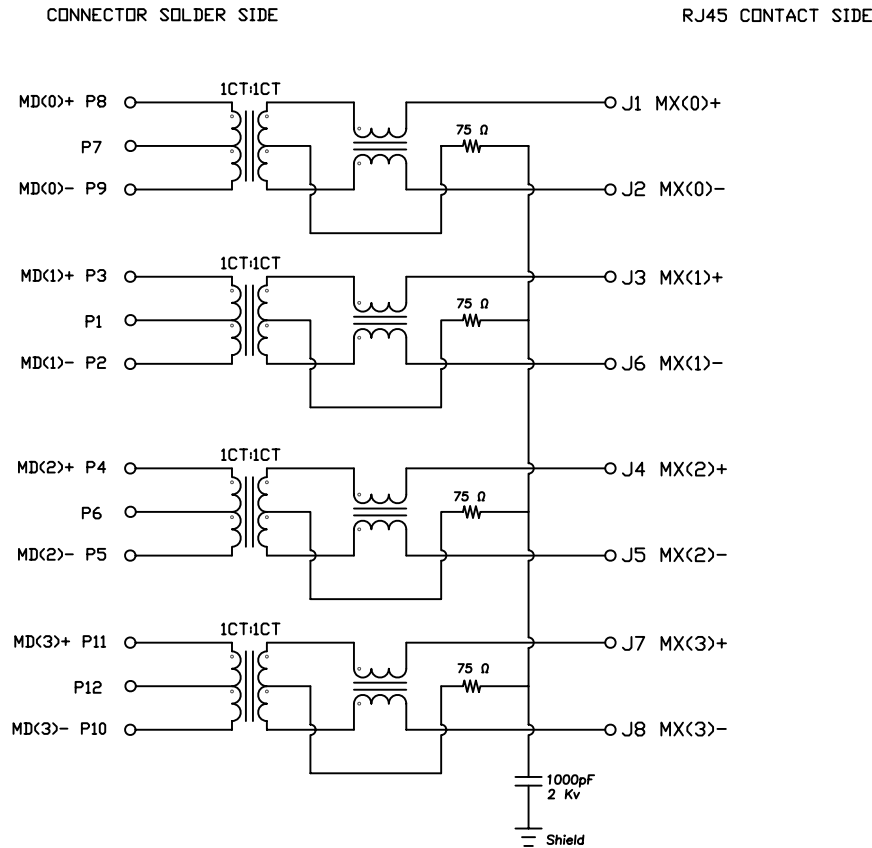 CONNECTOR SOLDER SIDE
RJ45 CONTACT SIDE
1CT:1CT
MD(0)+ P8
J1 MX(0)+
75 Ω
P7
MD(0)- P9
J2 MX(0)-
1CT:1CT
MD(1)+ P3
J3 MX(1)+
75 Ω
P1
MD(1)- P2
J6 MX(1)-
1CT:1CT
MD(2)+ P4
J4 MX(2)+
75 Ω
P6
MD(2)- P5
J5 MX(2)-
1CT:1CT
MD(3)+ P11
J7 MX(3)+
75 Ω
P12
MD(3)- P10
J8 MX(3)-
1000pF
2 Kv
Shield